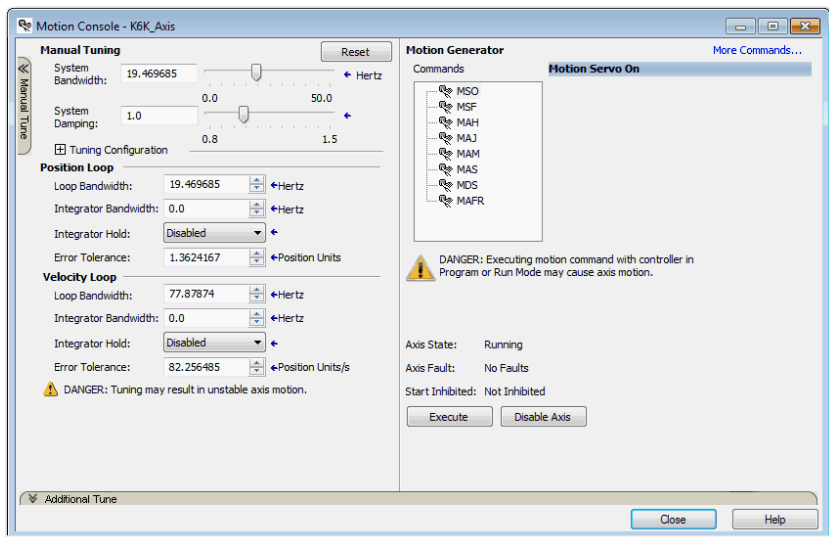 Motion Console - K6K_Axis
Manual Tuning
Reset
System
Bandwidth:
19.469685
Hertz
0.0 50.0
System
Damping:
1.0
0.8 1.5
Tuning Configuration
Manual Tune
Position Loop
Loop Bandwidth: 19.469685 Hertz
Integrator Bandwidth: 0.0 Hertz
Integrator Hold: Disabled
Error Tolerance: 1.3624167 Position Units
Velocity Loop
Loop Bandwidth: 77.87874 Hertz
Integrator Bandwidth: 0.0 Hertz
Integrator Hold: Disabled
Error Tolerance: 82.256485 Position Units/s
DANGER: Tuning may result in unstable axis motion.
Motion Generator More Commands...
Commands Motion Servo On
MSO
MSF
MAH
MAJ
MAM
MAS
MDS
MAFR
DANGER: Executing motion command with controller in
Program or Run Mode may cause axis motion.
Axis State: Running
Axis Fault: No Faults
Start Inhibited: Not Inhibited
Execute Disable Axis
Additional Tune
Close Help